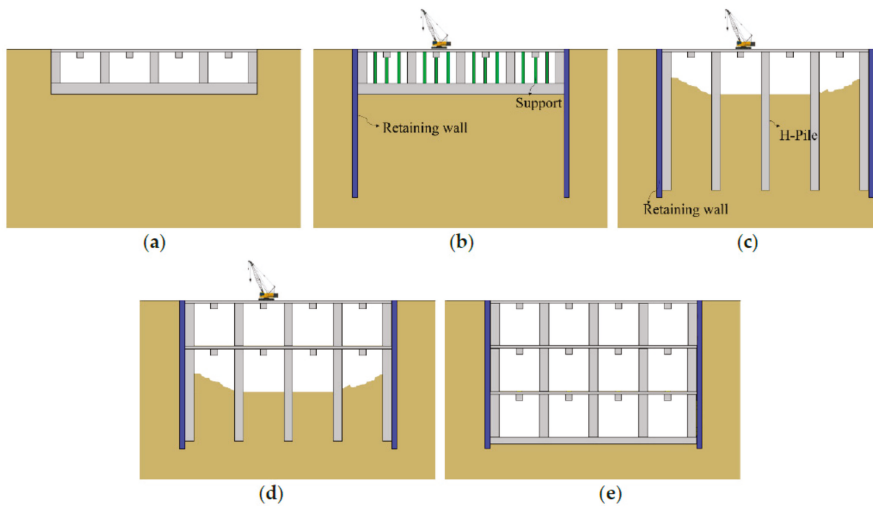 Support
Retaining wall
H-Pile
Retaining wall
(a)
(b)
(c)
(d)
(e)